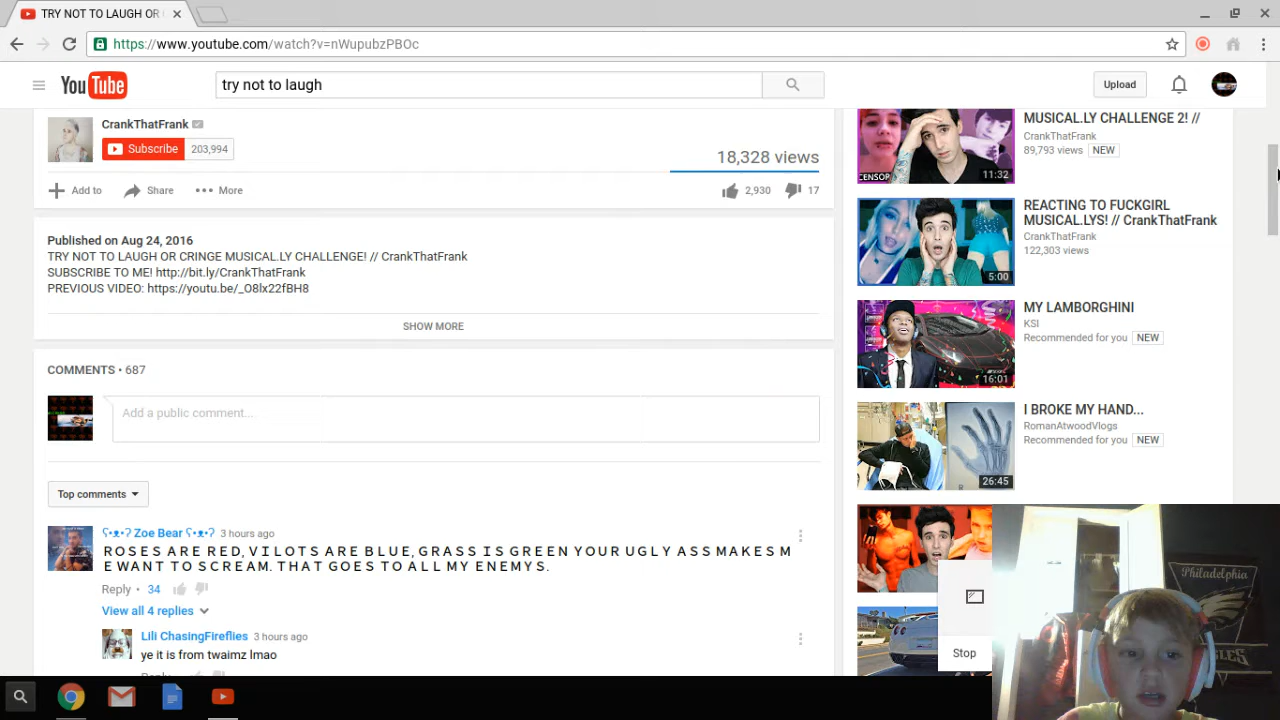 TRY NOT TO LAUGH OR C
https://www.youtube.com/watch?v=nWupubzPBOc
YouTube
try not to laugh
Upload
CrankThatFrank
Subscribe 203,994
18,328 views
Add to Share More
2,930 17
Published on Aug 24, 2016
TRY NOT TO LAUGH OR CRINGE MUSICAL.LY CHALLENGE! // CrankThatFrank
SUBSCRIBE TO ME! http://bit.ly/CrankThatFrank
PREVIOUS VIDEO: https://youtu.be/_O8lx22fBH8
SHOW MORE
COMMENTS • 687
Add a public comment...
Top comments
ʕ•ᴥ•ʔ Zoe Bear ʕ•ᴥ•ʔ 3 hours ago
ROSES ARE RED, VILOTS ARE BLUE, GRASS IS GREEN YOUR UGLY ASS MAKES M
E WANT TO SCREAM. THAT GOES TO ALL MY ENEMYS.
Reply • 34
View all 4 replies
Lili ChasingFireflies 3 hours ago
ye it is from twaimz lmao
MUSICAL.LY CHALLENGE 2! //
CrankThatFrank
89,793 views NEW
CENSOR
11:32
REACTING TO FUCKGIRL
MUSICAL.LYS! // CrankThatFrank
CrankThatFrank
122,303 views
5:00
MY LAMBORGHINI
KSI
Recommended for you NEW
16:01
I BROKE MY HAND...
RomanAtwoodVlogs
Recommended for you NEW
26:45
Stop
Philadelphia
EAGLES